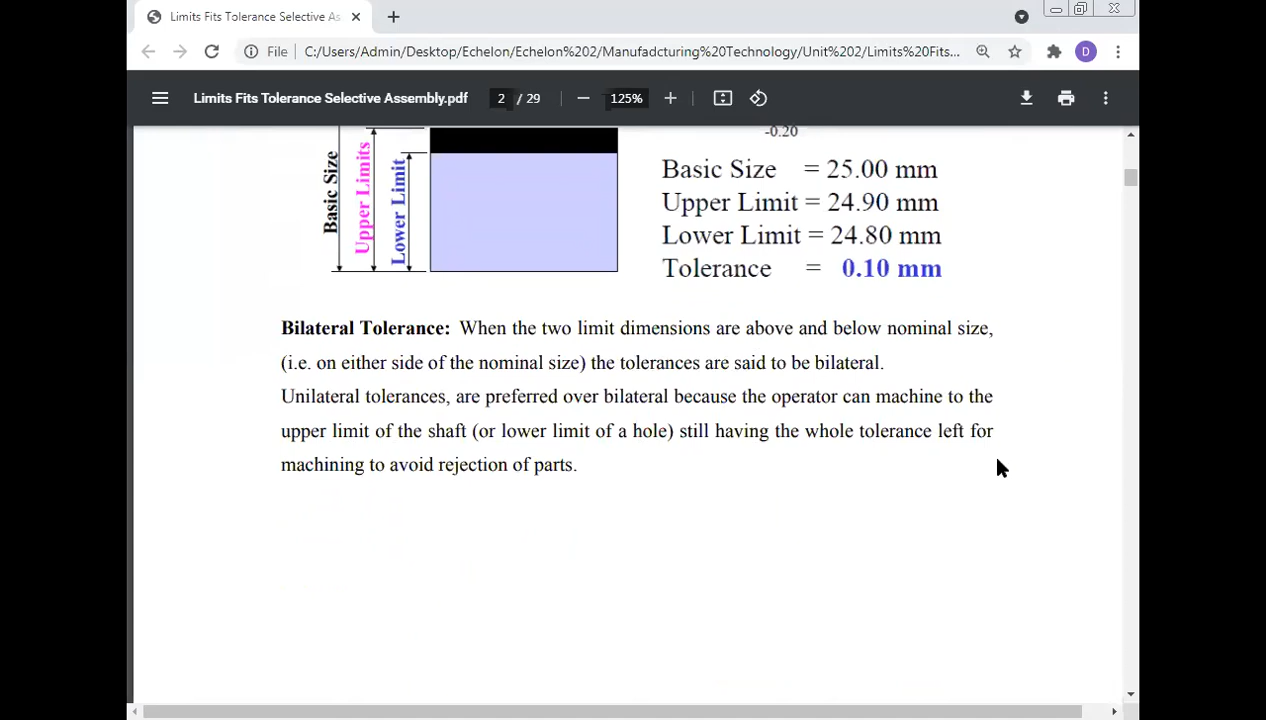 Limits Fits Tolerance Selective As
File C:/Users/Admin/Desktop/Echelon/Echelon%202/Manufadcturing%20Technology/Unit%202/Limits%20Fits... D
Limits Fits Tolerance Selective Assembly.pdf 2 / 29 125%
-0.20
Basic Size
Upper Limits
Lower Limit
Basic Size = 25.00 mm
Upper Limit = 24.90 mm
Lower Limit = 24.80 mm
Tolerance = 0.10 mm
Bilateral Tolerance: When the two limit dimensions are above and below nominal size,
(i.e. on either side of the nominal size) the tolerances are said to be bilateral.
Unilateral tolerances, are preferred over bilateral because the operator can machine to the
upper limit of the shaft (or lower limit of a hole) still having the whole tolerance left for
machining to avoid rejection of parts.